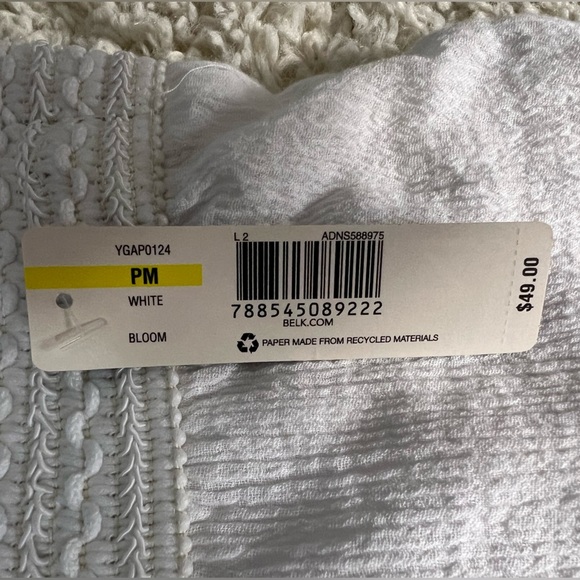 YGAP0124
PM
WHITE
BLOOM
L 2 ADNS588975
788545089222
BELK.COM
PAPER MADE FROM RECYCLED MATERIALS
$49.00